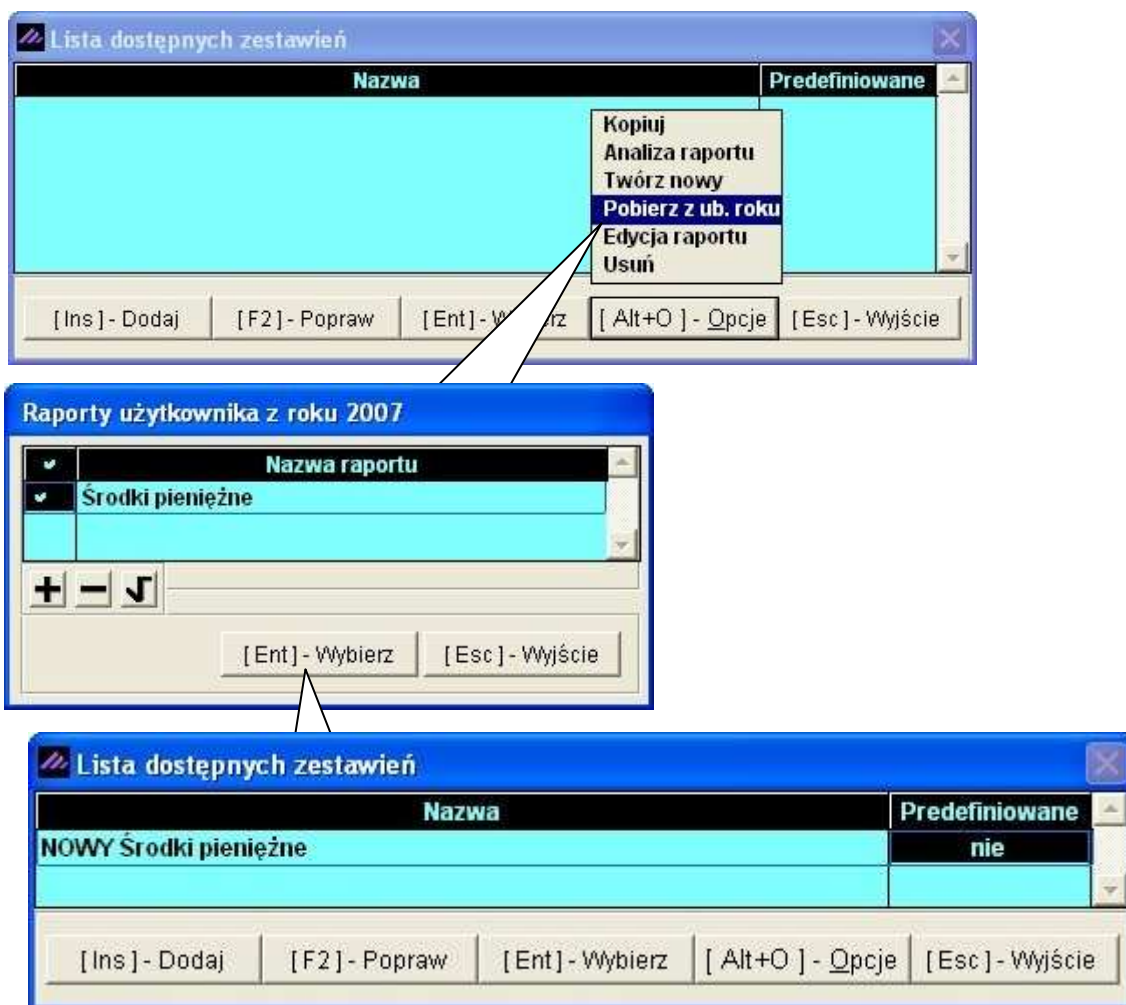 Lista dostępnych zestawień
Nazwa Predefiniowane
Kopiuj
Analiza raportu
Twórz nowy
Pobierz z ub. roku
Edycja raportu
Usuń
[ Ins ] - Dodaj [ F2 ] - Popraw [ Ent ] - W rz [ Alt+O ] - Opcje [ Esc ] - Wyjście
Raporty użytkownika z roku 2007
Nazwa raportu
Środki pieniężne
[ Ent ] - Wybierz [ Esc ] - Wyjście
Lista dostępnych zestawień
Nazwa Predefiniowane
NOWY Środki pieniężne nie
[ Ins ] - Dodaj [ F2 ] - Popraw [ Ent ] - Wybierz [ Alt+O ] - Opcje [ Esc ] - Wyjście